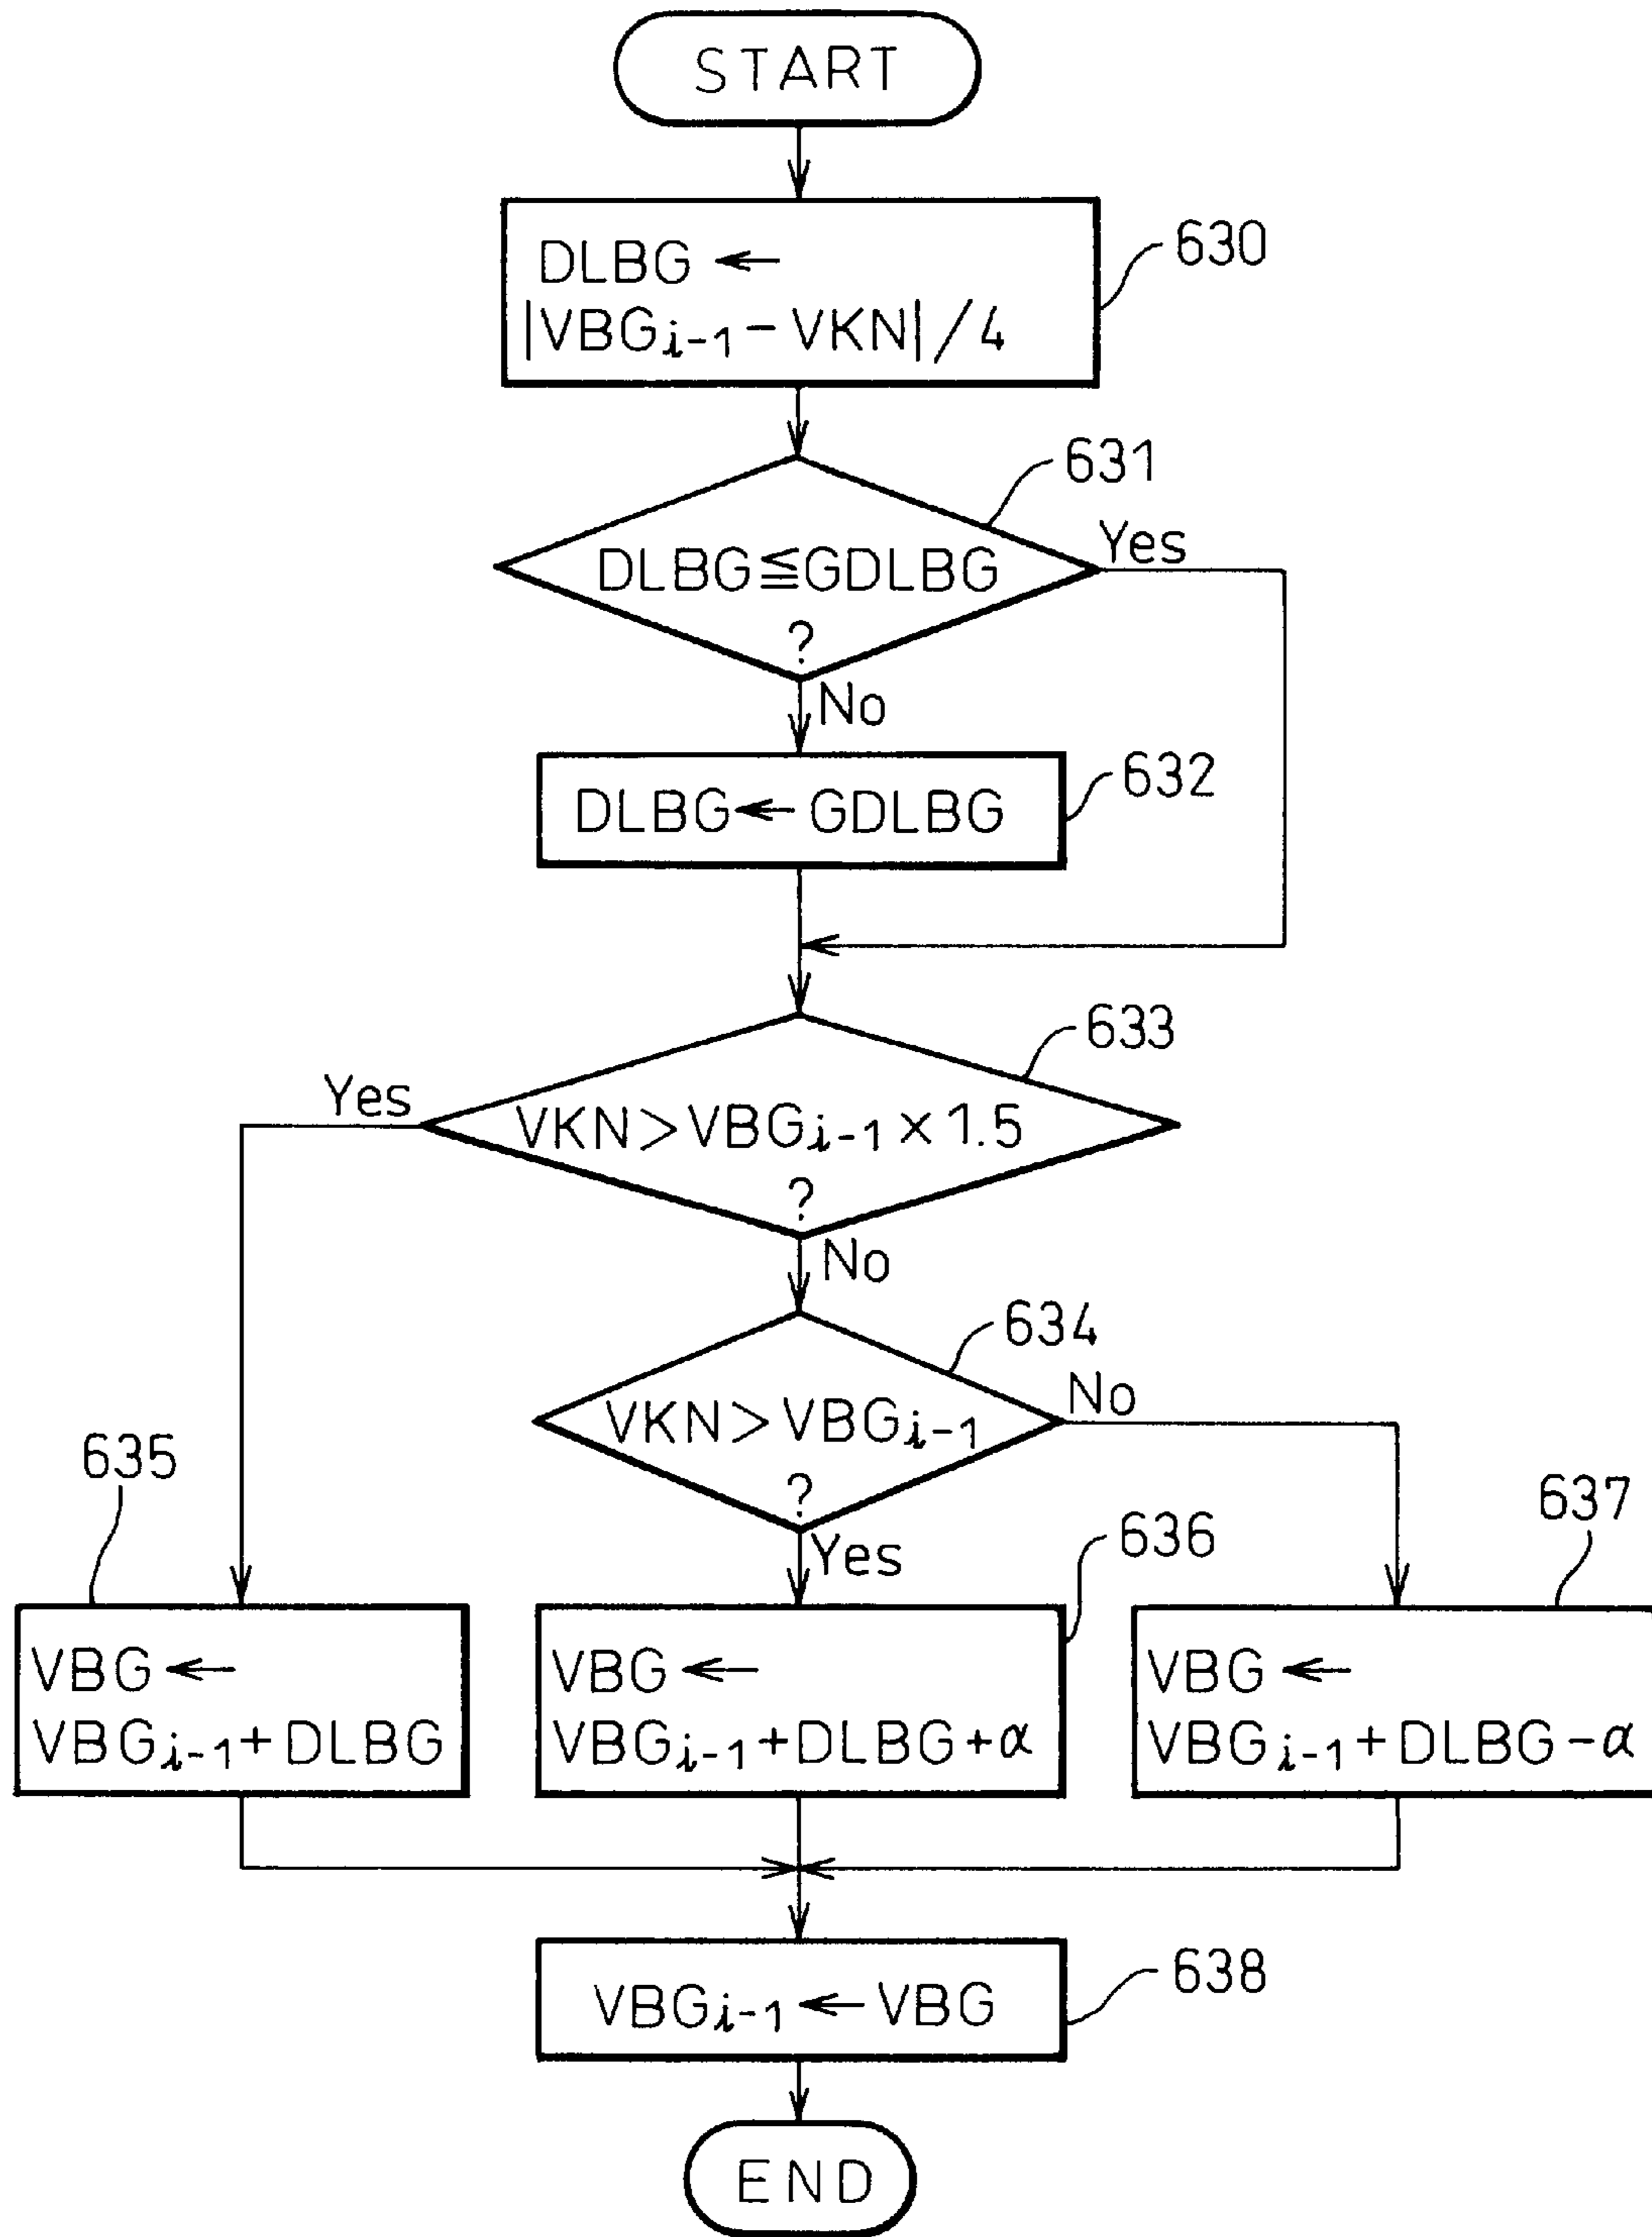 START
DLBG ←
|VBGi-1 - VKN| / 4
630
631
DLBG≦GDLBG
?
Yes
No
DLBG ← GDLBG
632
633
VKN > VBGi-1 × 1.5
?
Yes
No
634
VKN > VBGi-1
?
No
Yes
635
VBG ←
VBGi-1 + DLBG
636
VBG ←
VBGi-1 + DLBG + α
637
VBG ←
VBGi-1 + DLBG - α
VBGi-1 ← VBG
638
END